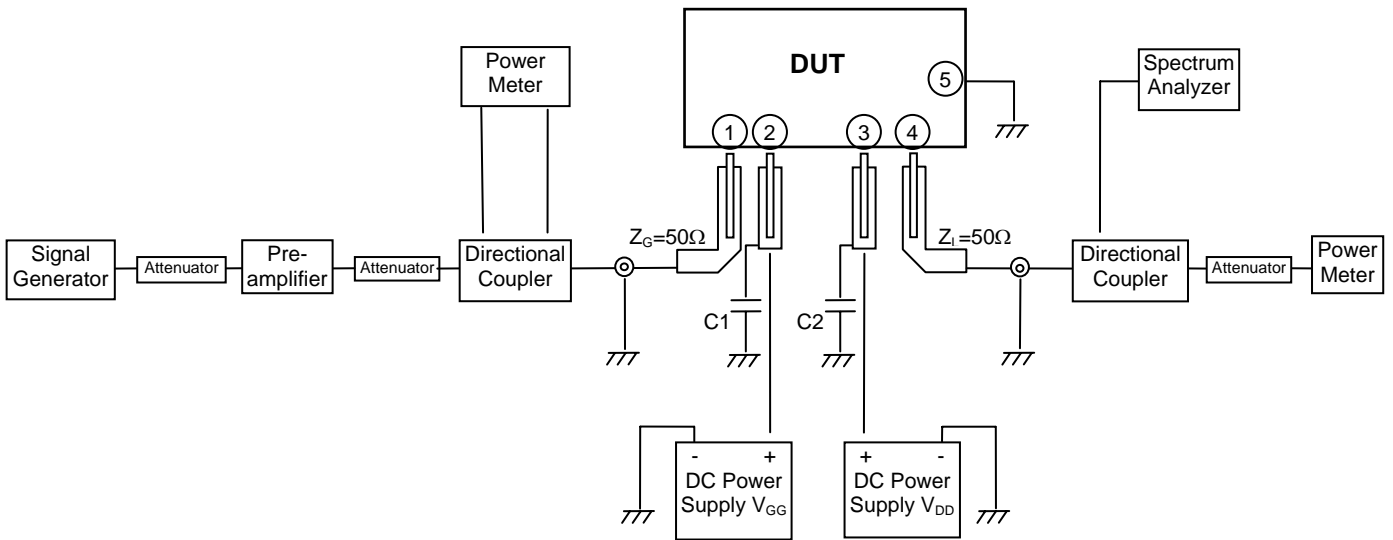 DUT
Power
Meter
5
Spectrum
Analyzer
1
2
3
4
Z_G=50Ω
Z_L=50Ω
Signal
Generator
Attenuator
Pre-
amplifier
Attenuator
Directional
Coupler
Directional
Coupler
Attenuator
Power
Meter
C1
C2
- +
DC Power
Supply V_GG
+ -
DC Power
Supply V_DD